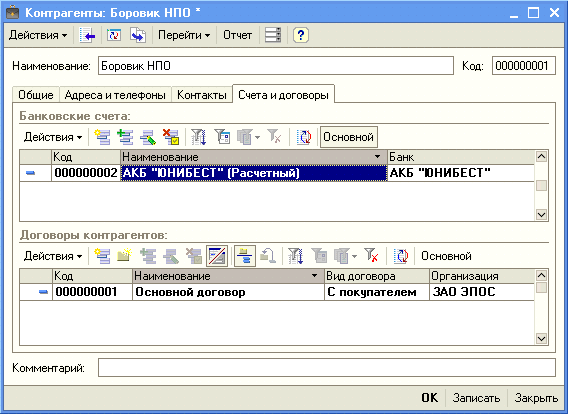 Контрагенты: Боровик НПО *
Действия Перейти Отчет ?
Наименование: Боровик НПО Код: 000000001
Общие Адреса и телефоны Контакты Счета и договоры
Банковские счета:
Действия Основной
Код Наименование Банк
000000002 АКБ "ЮНИБЕСТ" (Расчетный) АКБ "ЮНИБЕСТ"
Договоры контрагентов:
Действия Основной
Код Наименование Вид договора Организация
000000001 Основной договор С покупателем ЗАО ЭПОС
Комментарий:
OK Записать Закрыть